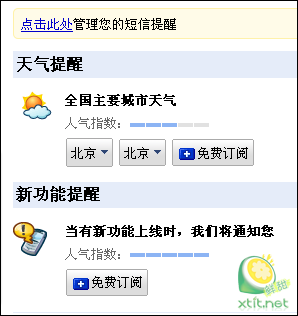 点击此处管理您的短信提醒
天气提醒
全国主要城市天气
人气指数：
北京 北京 免费订阅
新功能提醒
当有新功能上线时，我们将通知您
人气指数：
免费订阅
鲜甜
xtit.net